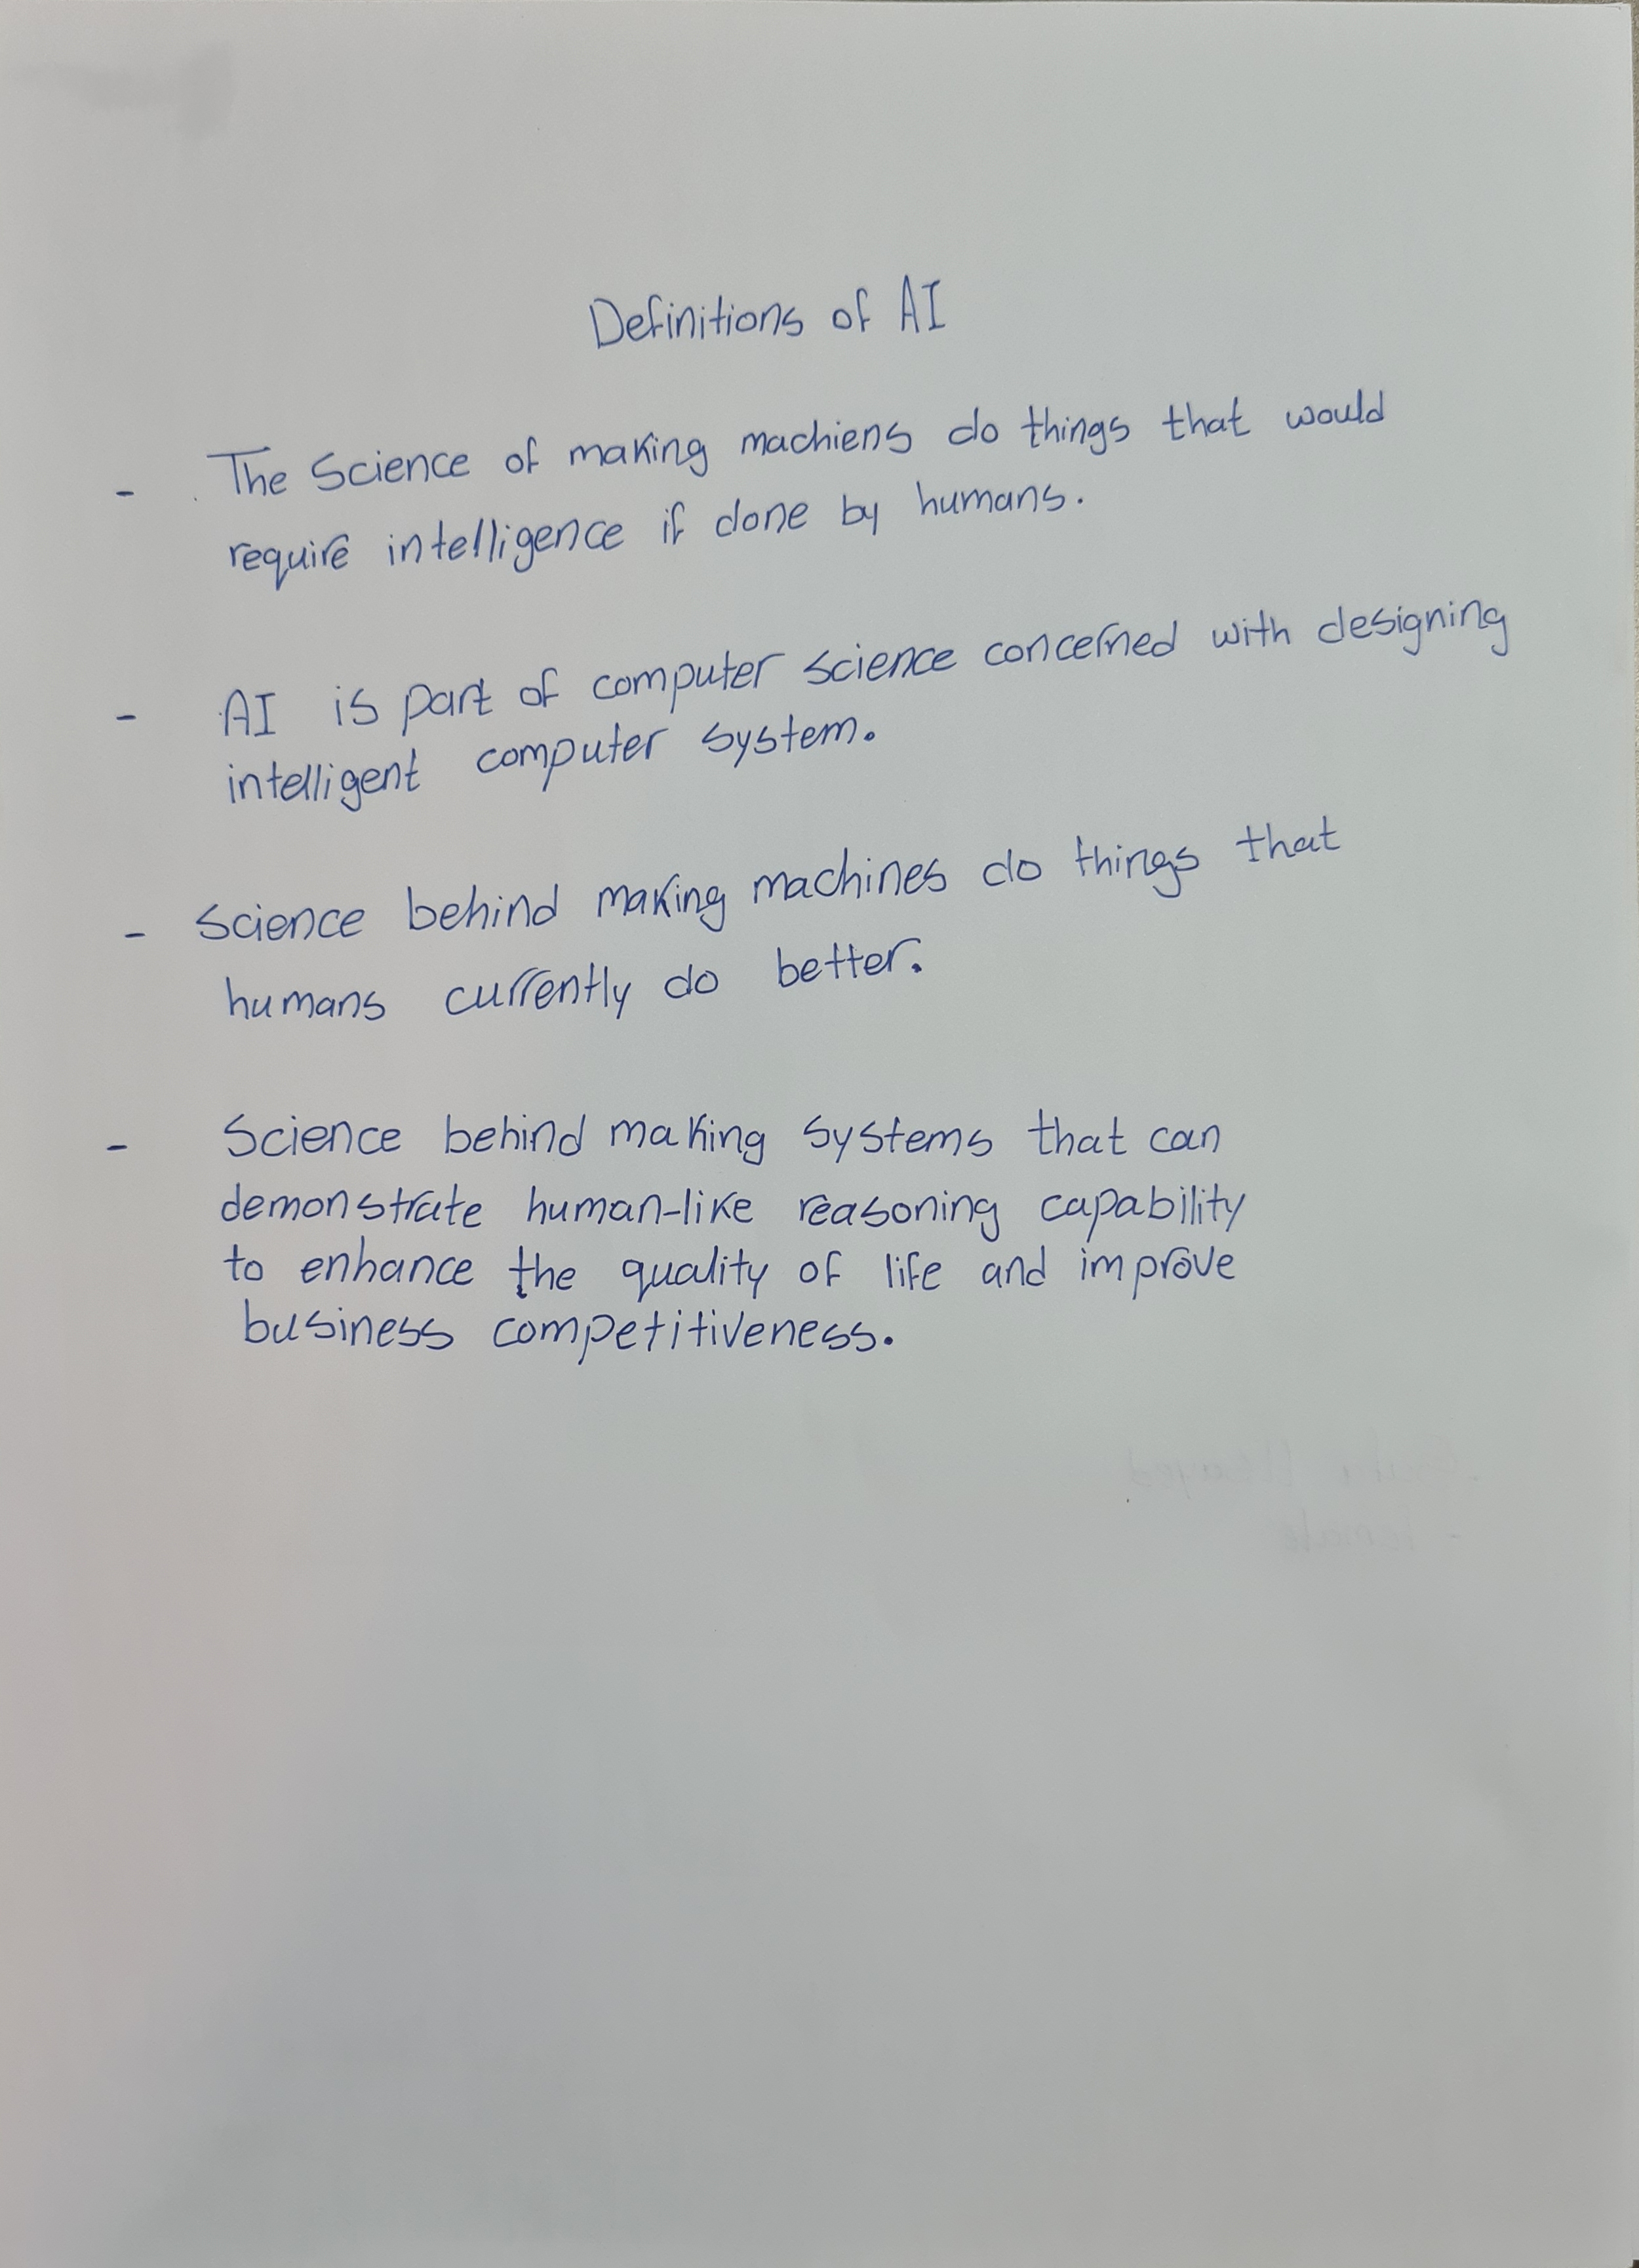 Definitions of AI
- The Science of making machiens do things that would
require intelligence if done by humans.
- AI is part of computer science concerned with designing
intelligent computer system.
- Science behind making machines do things that
humans currently do better.
- Science behind making systems that can
demonstrate human-like reasoning capability
to enhance the quality of life and improve
business competitiveness.